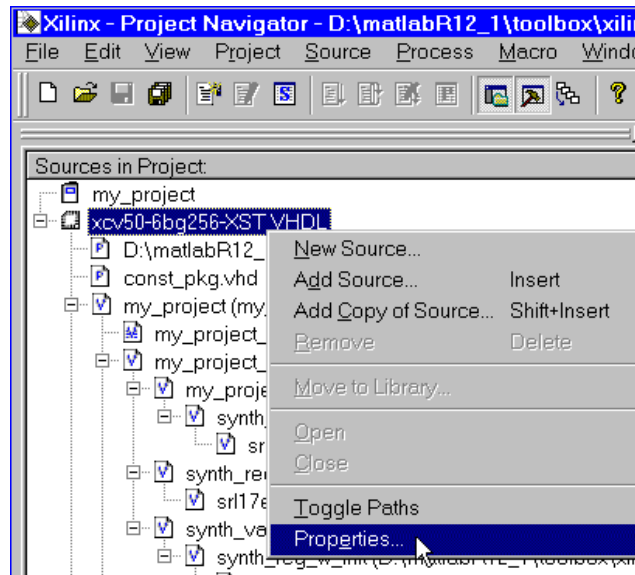 Xilinx - Project Navigator - D:\matlabR12_1\toolbox\xili
File Edit View Project Source Process Macro Windo
Sources in Project:
my_project
xcv50-6bg256-XST VHDL
D:\matlabR12_
New Source...
const_pkg.vhd
Add Source... Insert
my_project (my_
Add Copy of Source... Shift+Insert
my_project_
Remove Delete
my_project_
my_proje
Move to Library...
synth_
Open
sr
Close
synth_re
srl17e
Toggle Paths
synth_va
Properties...